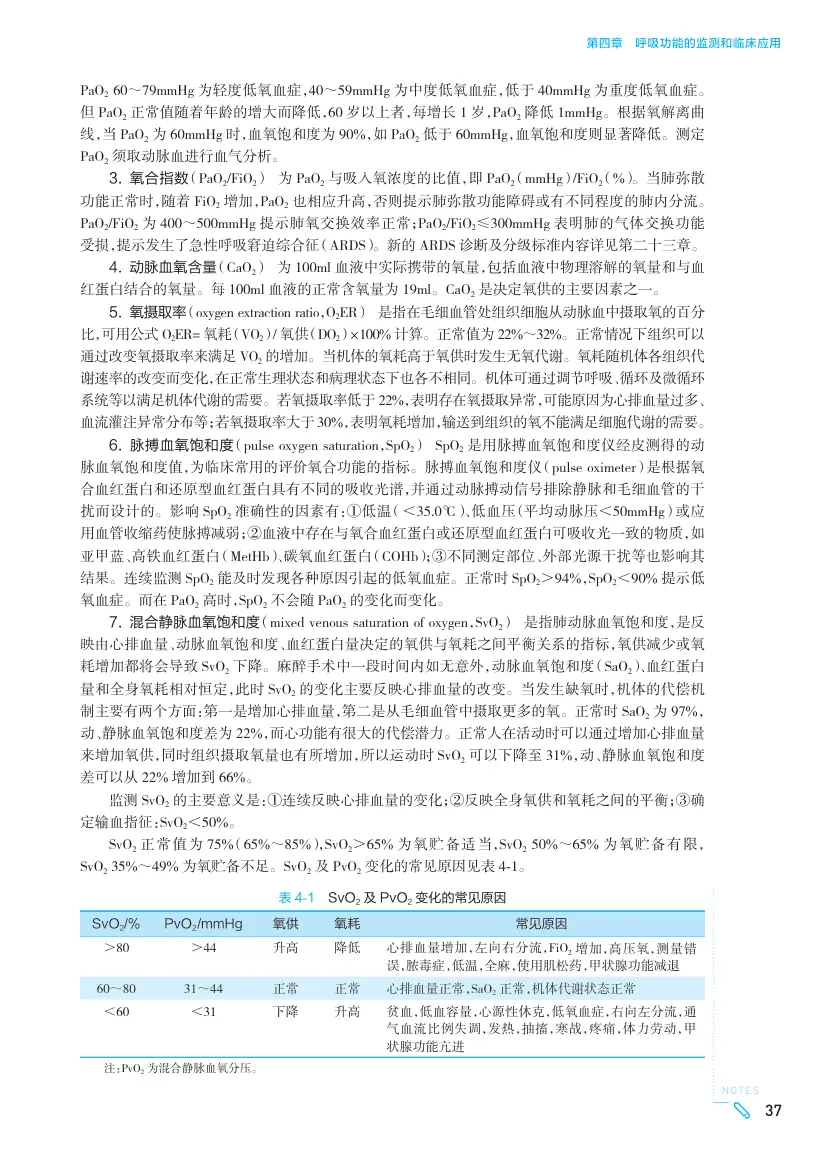 第四章　呼吸功能的监测和临床应用
PaO₂ 60～79mmHg 为轻度低氧血症,40～59mmHg 为中度低氧血症,低于 40mmHg 为重度低氧血症。
但 PaO₂ 正常值随着年龄的增大而降低,60 岁以上者,每增长 1 岁,PaO₂ 降低 1mmHg。根据氧解离曲
线,当 PaO₂ 为 60mmHg 时,血氧饱和度为 90%,如 PaO₂ 低于 60mmHg,血氧饱和度则显著降低。测定
PaO₂ 须取动脉血进行血气分析。
3. 氧合指数(PaO₂/FiO₂)　为 PaO₂ 与吸入氧浓度的比值,即 PaO₂(mmHg)/FiO₂(%)。当肺弥散
功能正常时,随着 FiO₂ 增加,PaO₂ 也相应升高,否则提示肺弥散功能障碍或有不同程度的肺内分流。
PaO₂/FiO₂ 为 400～500mmHg 提示肺氧交换效率正常;PaO₂/FiO₂≤300mmHg 表明肺的气体交换功能
受损,提示发生了急性呼吸窘迫综合征(ARDS)。新的 ARDS 诊断及分级标准内容详见第二十三章。
4. 动脉血氧含量(CaO₂)　为 100ml 血液中实际携带的氧量,包括血液中物理溶解的氧量和与血
红蛋白结合的氧量。每 100ml 血液的正常含氧量为 19ml。CaO₂ 是决定氧供的主要因素之一。
5. 氧摄取率(oxygen extraction ratio,O₂ER)　是指在毛细血管处组织细胞从动脉血中摄取氧的百分
比,可用公式 O₂ER= 氧耗(VO₂)/ 氧供(DO₂)×100% 计算。正常值为 22%～32%。正常情况下组织可以
通过改变氧摄取率来满足 VO₂ 的增加。当机体的氧耗高于氧供时发生无氧代谢。氧耗随机体各组织代
谢速率的改变而变化,在正常生理状态和病理状态下也各不相同。机体可通过调节呼吸、循环及微循环
系统等以满足机体代谢的需要。若氧摄取率低于 22%,表明存在氧摄取异常,可能原因为心排血量过多、
血流灌注异常分布等;若氧摄取率大于 30%,表明氧耗增加,输送到组织的氧不能满足细胞代谢的需要。
6. 脉搏血氧饱和度(pulse oxygen saturation,SpO₂)　SpO₂ 是用脉搏血氧饱和度仪经皮测得的动
脉血氧饱和度值,为临床常用的评价氧合功能的指标。脉搏血氧饱和度仪(pulse oximeter)是根据氧
合血红蛋白和还原型血红蛋白具有不同的吸收光谱,并通过动脉搏动信号排除静脉和毛细血管的干
扰而设计的。影响 SpO₂ 准确性的因素有:①低温(＜35.0℃)、低血压(平均动脉压＜50mmHg)或应
用血管收缩药使脉搏减弱;②血液中存在与氧合血红蛋白或还原型血红蛋白可吸收光一致的物质,如
亚甲蓝、高铁血红蛋白(MetHb)、碳氧血红蛋白(COHb);③不同测定部位、外部光源干扰等也影响其
结果。连续监测 SpO₂ 能及时发现各种原因引起的低氧血症。正常时 SpO₂＞94%,SpO₂＜90% 提示低
氧血症。而在 PaO₂ 高时,SpO₂ 不会随 PaO₂ 的变化而变化。
7. 混合静脉血氧饱和度(mixed venous saturation of oxygen,SvO₂)　是指肺动脉血氧饱和度,是反
映由心排血量、动脉血氧饱和度、血红蛋白量决定的氧供与氧耗之间平衡关系的指标,氧供减少或氧
耗增加都将会导致 SvO₂ 下降。麻醉手术中一段时间内如无意外,动脉血氧饱和度(SaO₂)、血红蛋白
量和全身氧耗相对恒定,此时 SvO₂ 的变化主要反映心排血量的改变。当发生缺氧时,机体的代偿机
制主要有两个方面:第一是增加心排血量,第二是从毛细血管中摄取更多的氧。正常时 SaO₂ 为 97%,
动、静脉血氧饱和度差为 22%,而心功能有很大的代偿潜力。正常人在活动时可以通过增加心排血量
来增加氧供,同时组织摄取氧量也有所增加,所以运动时 SvO₂ 可以下降至 31%,动、静脉血氧饱和度
差可以从 22% 增加到 66%。
监测 SvO₂ 的主要意义是:①连续反映心排血量的变化;②反映全身氧供和氧耗之间的平衡;③确
定输血指征:SvO₂＜50%。
SvO₂ 正常值为 75%(65%～85%),SvO₂＞65% 为氧贮备适当,SvO₂ 50%～65% 为氧贮备有限,
SvO₂ 35%～49% 为氧贮备不足。SvO₂ 及 PvO₂ 变化的常见原因见表 4-1。
表 4-1　SvO₂ 及 PvO₂ 变化的常见原因
SvO₂/%　PvO₂/mmHg　氧供　氧耗　常见原因
＞80　＞44　升高　降低　心排血量增加,左向右分流,FiO₂ 增加,高压氧,测量错
误,脓毒症,低温,全麻,使用肌松药,甲状腺功能减退
60～80　31～44　正常　正常　心排血量正常,SaO₂ 正常,机体代谢状态正常
＜60　＜31　下降　升高　贫血,低血容量,心源性休克,低氧血症,右向左分流,通
气血流比例失调,发热,抽搐,寒战,疼痛,体力劳动,甲
状腺功能亢进
注:PvO₂ 为混合静脉血氧分压。
NOTES
37